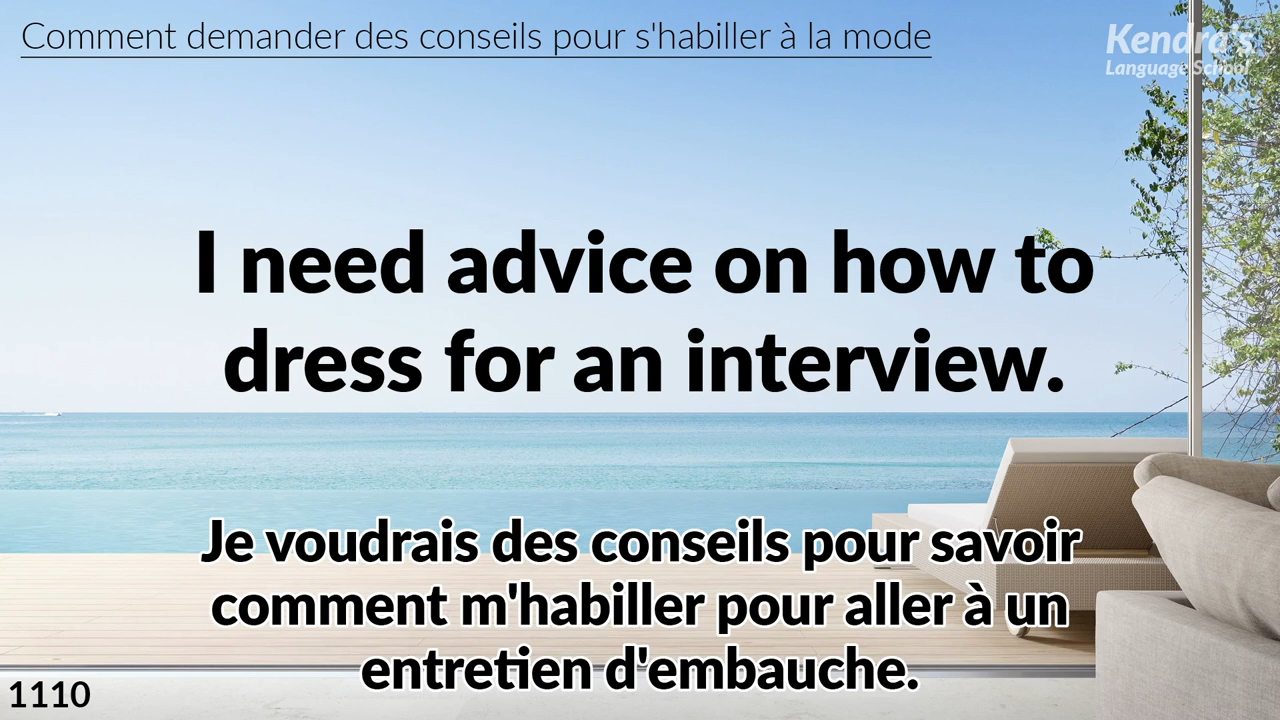 Comment demander des conseils pour s'habiller à la mode
Kendra's
Language School
I need advice on how to
dress for an interview.
Je voudrais des conseils pour savoir
comment m'habiller pour aller à un
entretien d'embauche.
1110